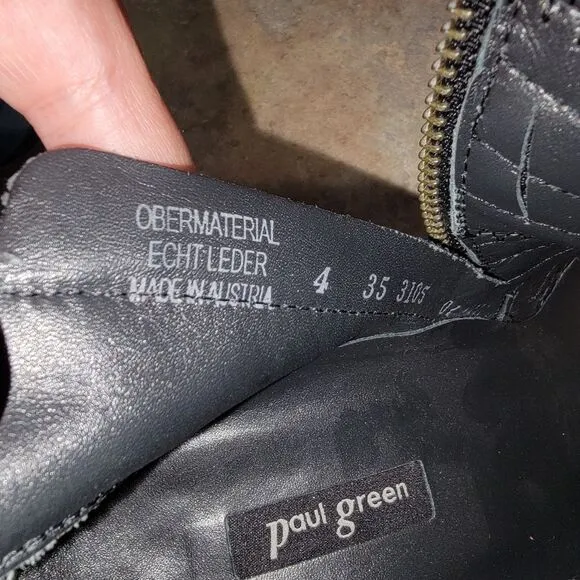 OBERMATERIAL
ECHT LEDER
MADE IN AUSTRIA
4 35 3105
paul green